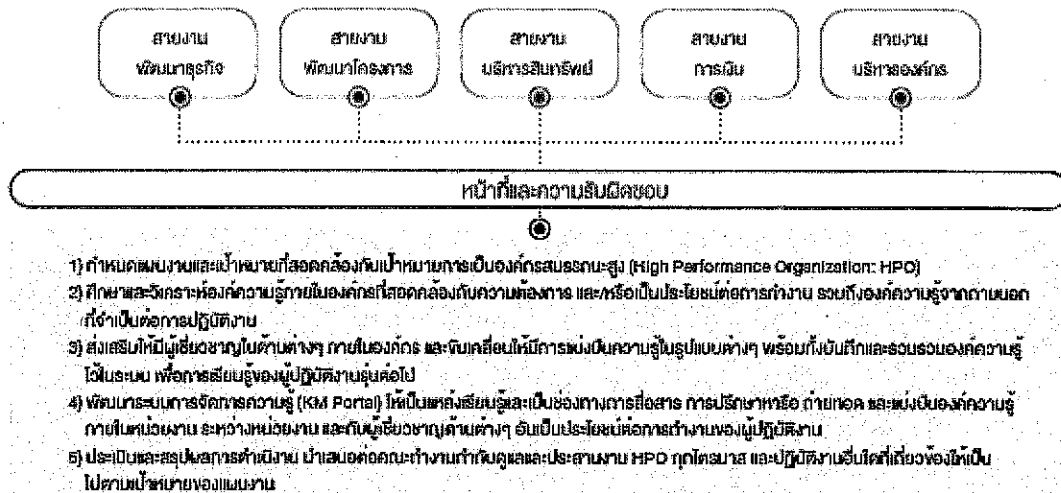 สายงาน
พัฒนาธุรกิจ
สายงาน
พัฒนาโครงการ
สายงาน
บริหารสินทรัพย์
สายงาน
การเงิน
สายงาน
บริหารองค์กร
หน้าที่และความรับผิดชอบ
1) กำหนดแผนงานและเป้าหมายที่สอดคล้องกับเป้าหมายการเป็นองค์กรสมรรถนะสูง (High Performance Organization: HPO)
2) ศึกษาและวิเคราะห์องค์ความรู้ภายในองค์กรที่สอดคล้องกับความต้องการ และ/หรือเป็นประโยชน์ต่อการทำงาน รวมถึงองค์ความรู้จากภายนอก
ที่จำเป็นต่อการปฏิบัติงาน
3) ส่งเสริมให้มีผู้เชี่ยวชาญในด้านต่างๆ ภายในองค์กร และขับเคลื่อนให้มีการแบ่งปันความรู้ในรูปแบบต่างๆ พร้อมทั้งบันทึกและรวบรวมองค์ความรู้
ไว้ในระบบ เพื่อการเรียนรู้ของผู้ปฏิบัติงานรุ่นต่อไป
4) พัฒนาระบบการจัดการความรู้ (KM Portal) ให้เป็นแหล่งเรียนรู้และเป็นช่องทางการสื่อสาร การปรึกษาหารือ ถ่ายทอด และแบ่งปันองค์ความรู้
ภายในหน่วยงาน ระหว่างหน่วยงาน และกับผู้เชี่ยวชาญด้านต่างๆ อันเป็นประโยชน์ต่อการทำงานของผู้ปฏิบัติงาน
5) ประเมินและสรุปผลการดำเนินงาน นำเสนอต่อคณะทำงานกำกับดูแลและประสานงาน HPO ทุกไตรมาส และปฏิบัติงานอื่นใดที่เกี่ยวข้องให้เป็น
ไปตามเป้าหมายของแผนงาน